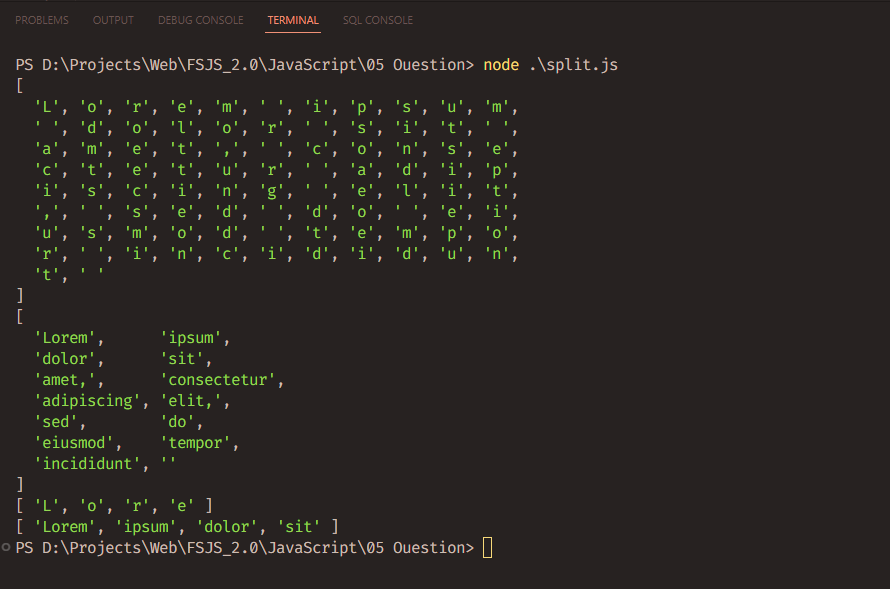 PROBLEMS OUTPUT DEBUG CONSOLE TERMINAL SQL CONSOLE
PS D:\Projects\Web\FSJS_2.0\JavaScript\05 Ouestion> node .\split.js
[
  'L', 'o', 'r', 'e', 'm', ' ', 'i', 'p', 's', 'u', 'm',
  ' ', 'd', 'o', 'l', 'o', 'r', ' ', 's', 'i', 't', ' ',
  'a', 'm', 'e', 't', ',', ' ', 'c', 'o', 'n', 's', 'e',
  'c', 't', 'e', 't', 'u', 'r', ' ', 'a', 'd', 'i', 'p',
  'i', 's', 'c', 'i', 'n', 'g', ' ', 'e', 'l', 'i', 't',
  ',', ' ', 's', 'e', 'd', ' ', 'd', 'o', ' ', 'e', 'i',
  'u', 's', 'm', 'o', 'd', ' ', 't', 'e', 'm', 'p', 'o',
  'r', ' ', 'i', 'n', 'c', 'i', 'd', 'i', 'd', 'u', 'n',
  't', ' '
]
[
  'Lorem',      'ipsum',
  'dolor',      'sit',
  'amet,',      'consectetur',
  'adipiscing', 'elit,',
  'sed',        'do',
  'eiusmod',    'tempor',
  'incididunt', ''
]
[ 'L', 'o', 'r', 'e' ]
[ 'Lorem', 'ipsum', 'dolor', 'sit' ]
PS D:\Projects\Web\FSJS_2.0\JavaScript\05 Ouestion>